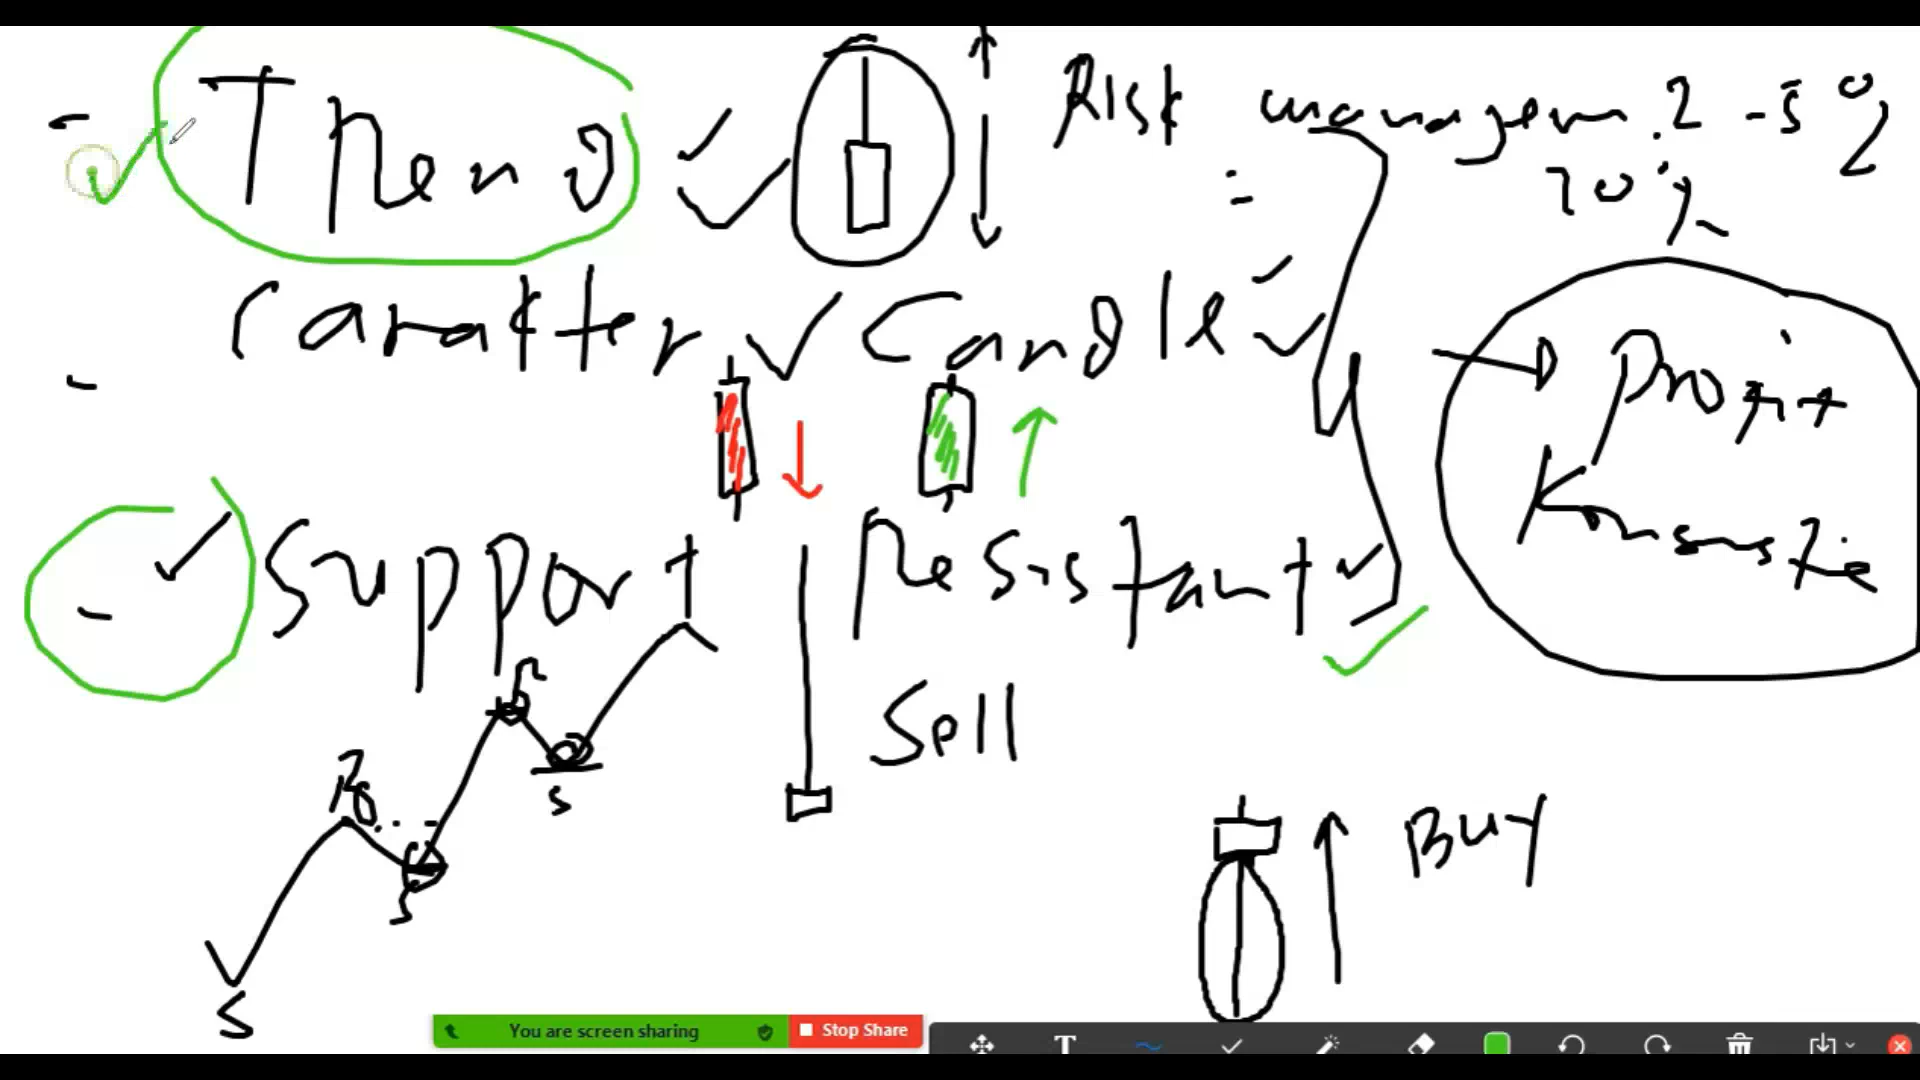 - Trend
Risk managem. 2 - 5 %
= 20 %
- Carakter Candle
Profit
Konsistie
- Support Resistant
R
Sell
R
S
S
Buy
S
You are screen sharing Stop Share
T